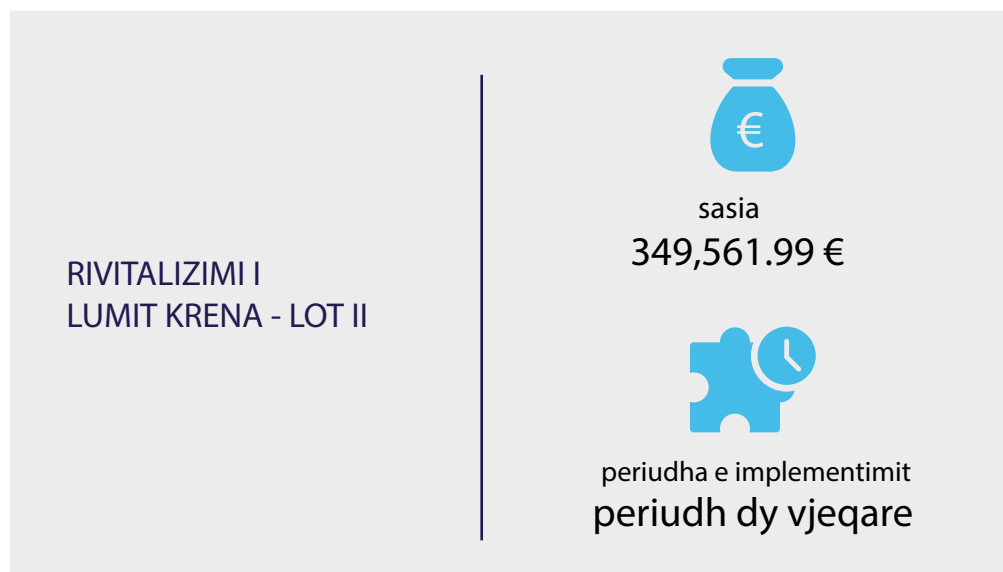 RIVITALIZIMI I
LUMIT KRENA - LOT II
€
sasia
349,561.99 €
periudha e implementimit
periudh dy vjeqare